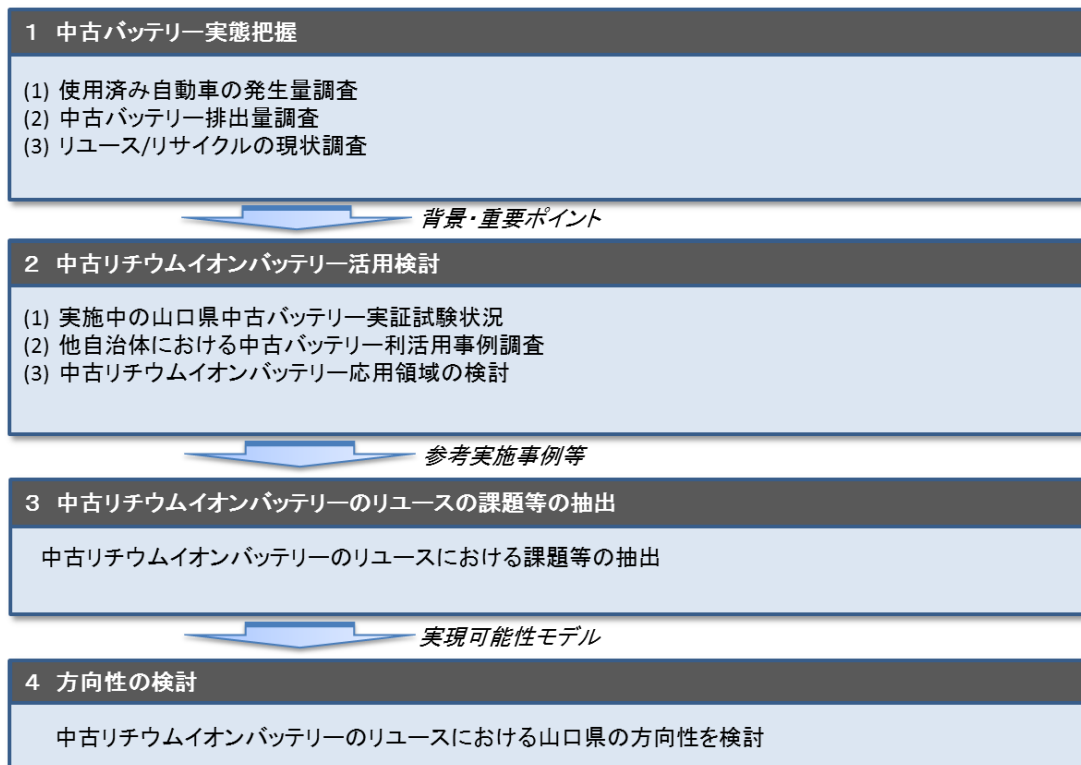 1 中古バッテリー実態把握
(1) 使用済み自動車の発生量調査
(2) 中古バッテリー排出量調査
(3) リユース/リサイクルの現状調査
背景・重要ポイント
2 中古リチウムイオンバッテリー活用検討
(1) 実施中の山口県中古バッテリー実証試験状況
(2) 他自治体における中古バッテリー利活用事例調査
(3) 中古リチウムイオンバッテリー応用領域の検討
参考実施事例等
3 中古リチウムイオンバッテリーのリユースの課題等の抽出
中古リチウムイオンバッテリーのリユースにおける課題等の抽出
実現可能性モデル
4 方向性の検討
中古リチウムイオンバッテリーのリユースにおける山口県の方向性を検討